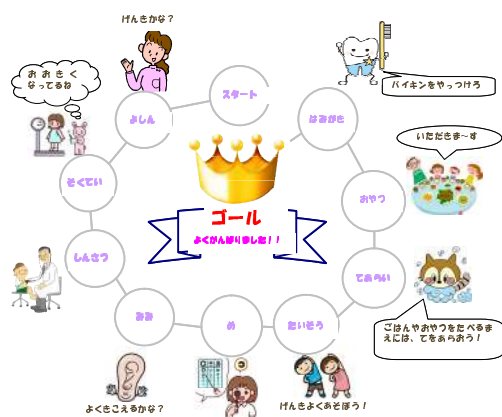 げんきかな？
おおきく
なってるね
スタート
よしん
そくてい
しんさつ
みみ
よくきこえるかな？
め
たいそう
げんきよくあそぼう！
てあらい
ごはんやおやつをたべるま
えには、てをあらおう！
おやつ
いただきま～す
はみがき
バイキンをやっつけろ
ゴール
よくがんばりました！！